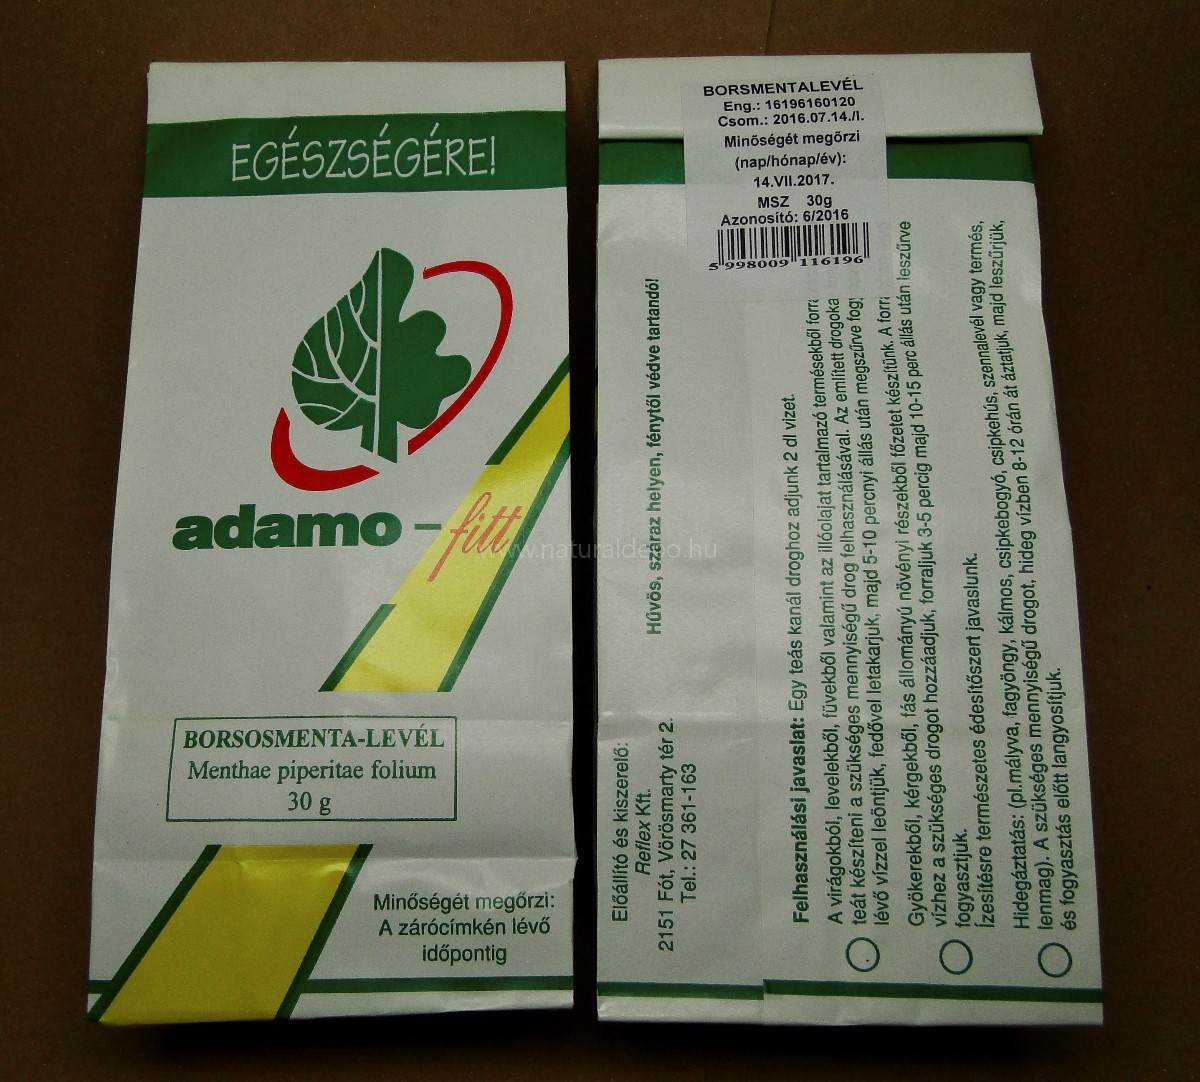 EGÉSZSÉGÉRE!
adamo - fitt
BORSOSMENTA-LEVÉL
Menthae piperitae folium
30 g
Minőségét megőrzi:
A zárócímkén lévő
időpontig
BORSMENTALEVÉL
Eng.: 16196160120
Csom.: 2016.07.14./I.
Minőségét megőrzi
(nap/hónap/év):
14.VII.2017.
MSZ 30g
Azonosító: 6/2016
5 998009 116196
Előállító és kiszerelő:
Reflex Kft.
2151 Fót, Vörösmarty tér 2.
Tel.: 27 361-163
Hűvös, száraz helyen, fénytől védve tartandó!
Felhasználási javaslat: Egy teás kanál droghoz adjunk 2 dl vizet.
A virágokból, levelekből, füvekből valamint az illóolajat tartalmazó termésekből
teát készíteni a szükséges mennyiségű drog felhasználásával. Az említett
lévő vízzel leöntjük, fedővel letakarjuk, majd 5-10 percnyi állás után megszűrve
Gyökerekből, kérgekből, fás állományú növényi részekből főzetet készítünk. A
vízhez a szükséges drogot hozzáadjuk, forraljuk 3-5 percig majd 10-15 perc állás után leszűrve
fogyasztjuk.
Ízesítésre természetes édesítőszert javaslunk.
Hidegáztatás: (pl.mályva, fagyöngy, kálmos, csipkebogyó, csipkehús, szennalevél vagy termés,
lenmag). A szükséges mennyiségű drogot, hideg vízben 8-12 órán át áztatjuk, majd leszűrjük,
és fogyasztás előtt langyosítjuk.